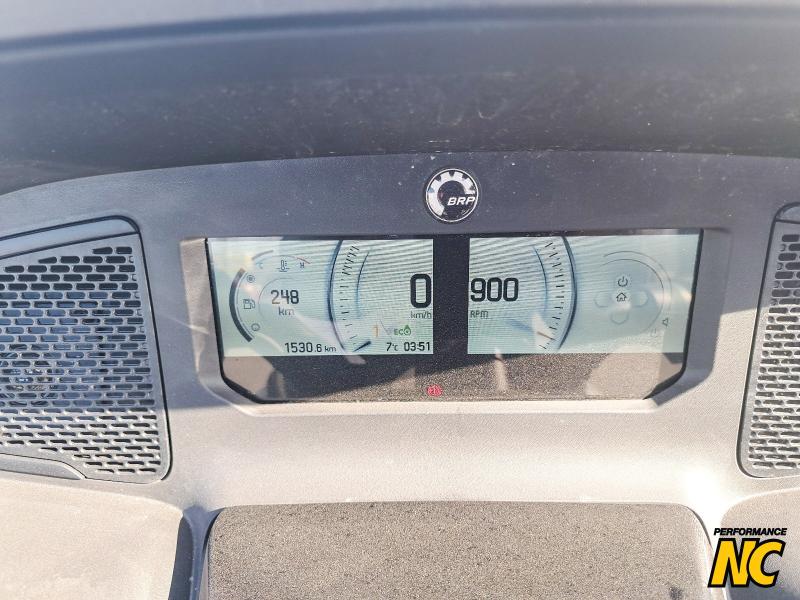 BRP
C H
248
km
0
km/h
900
RPM
ECO
1530.6 km
7°C 03:51
PERFORMANCE
NC